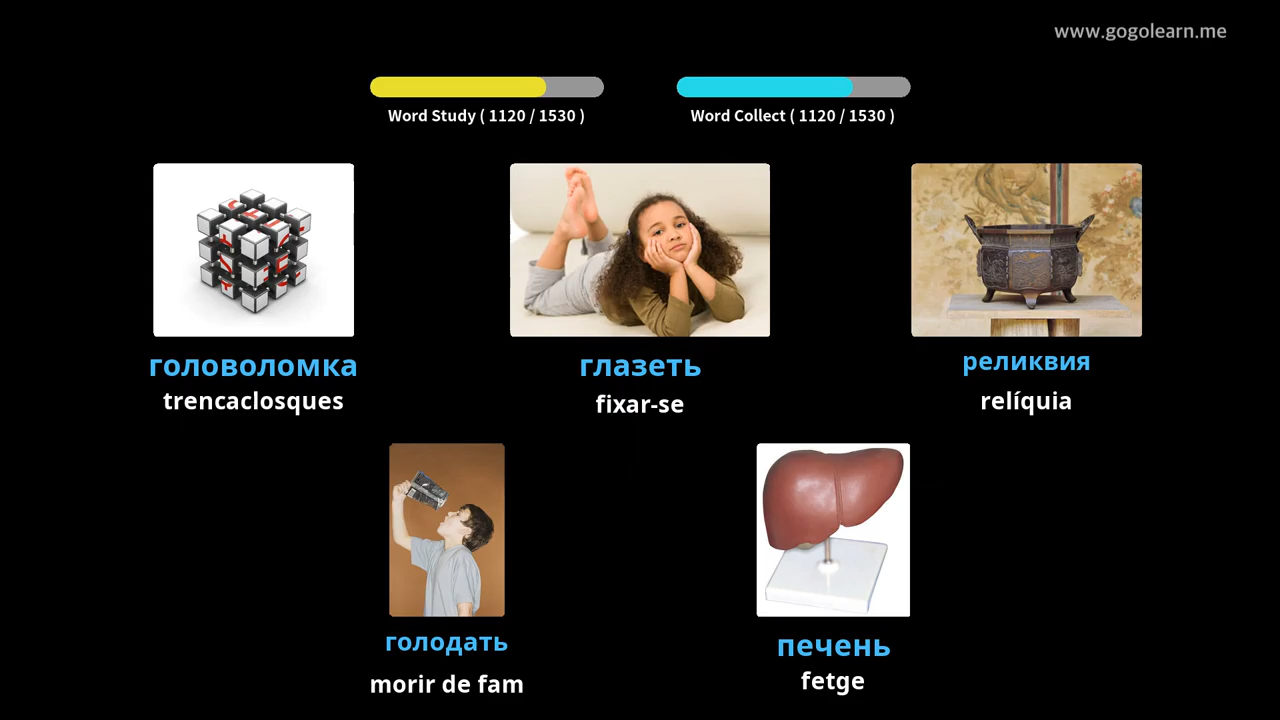 www.gogolearn.me
Word Study ( 1120 / 1530 )
Word Collect ( 1120 / 1530 )
головоломка
trencaclosques
глазеть
fixar-se
реликвия
relíquia
голодать
morir de fam
печень
fetge